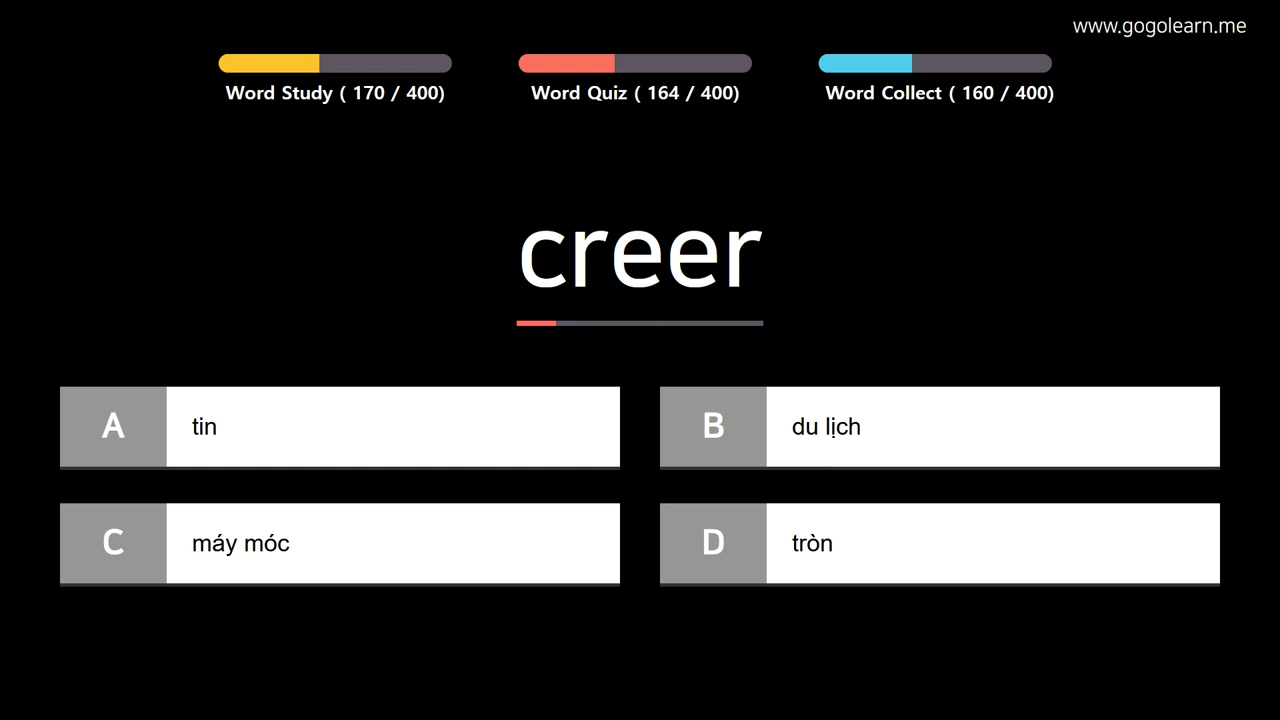 www.gogolearn.me
Word Study ( 170 / 400)
Word Quiz ( 164 / 400)
Word Collect ( 160 / 400)
creer
A tin
B du lịch
C máy móc
D tròn